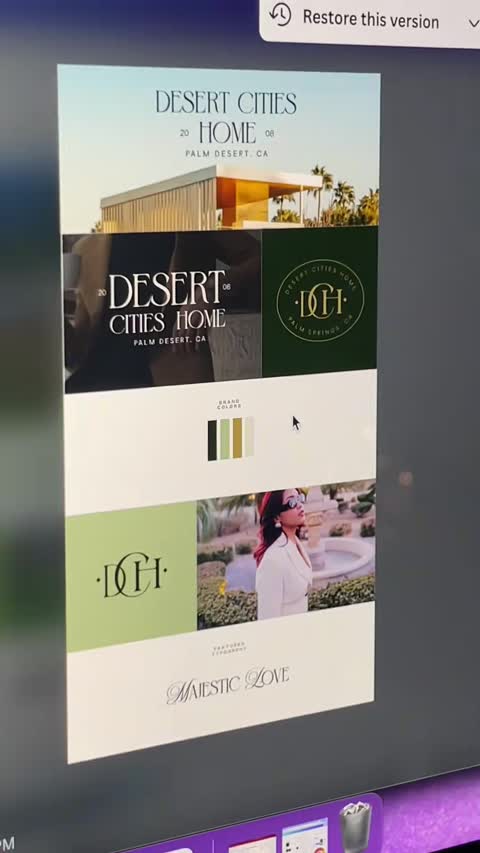 Restore this version
DESERT CITIES
20 HOME 08
PALM DESERT, CA
20 DESERT 08
CITIES HOME
PALM DESERT, CA
DESERT CITIES HOME
DCH
PALM SPRINGS, CA
BRAND
COLORS
DCH
FEATURED
TYPOGRAPHY
MAJESTIC LOVE
PM